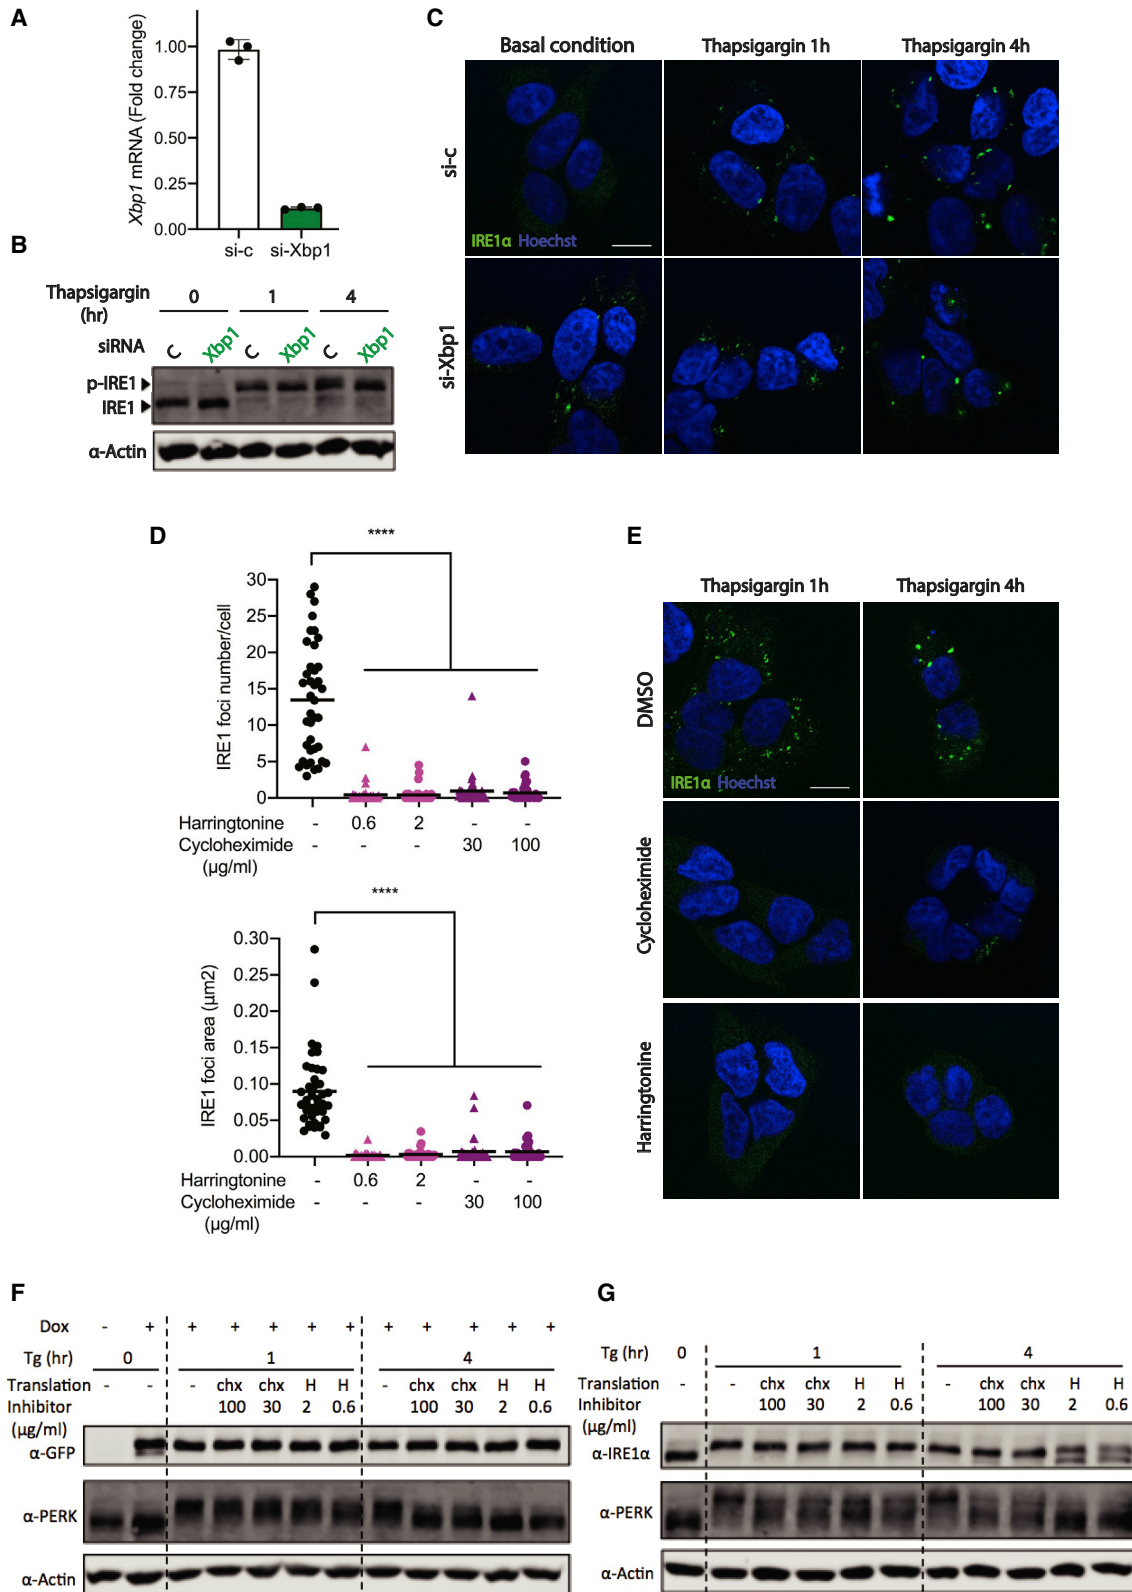 A
Xbp1 mRNA (Fold change)
1.00
0.75
0.50
0.25
0.00
si-c si-Xbp1
B
Thapsigargin (hr) 0 1 4
siRNA C Xbp1 C Xbp1 C Xbp1
p-IRE1
IRE1
α-Actin
C
Basal condition Thapsigargin 1h Thapsigargin 4h
si-c
IRE1α Hoechst
si-Xbp1
D
****
IRE1 foci number/cell
30
25
20
15
10
5
0
Harringtonine - 0.6 2 - -
Cycloheximide - - - 30 100
(µg/ml)
****
IRE1 foci area (µm2)
0.30
0.25
0.20
0.15
0.10
0.05
0.00
Harringtonine - 0.6 2 - -
Cycloheximide - - - 30 100
(µg/ml)
E
Thapsigargin 1h Thapsigargin 4h
DMSO
IRE1α Hoechst
Cycloheximide
Harringtonine
F
Dox - + + + + + + + + + + +
Tg (hr) 0 1 4
Translation - - - chx chx H H - chx chx H H
Inhibitor 100 30 2 0.6 100 30 2 0.6
(µg/ml)
α-GFP
α-PERK
α-Actin
G
Tg (hr) 0 1 4
Translation - - chx chx H H - chx chx H H
Inhibitor 100 30 2 0.6 100 30 2 0.6
(µg/ml)
α-IRE1α
α-PERK
α-Actin